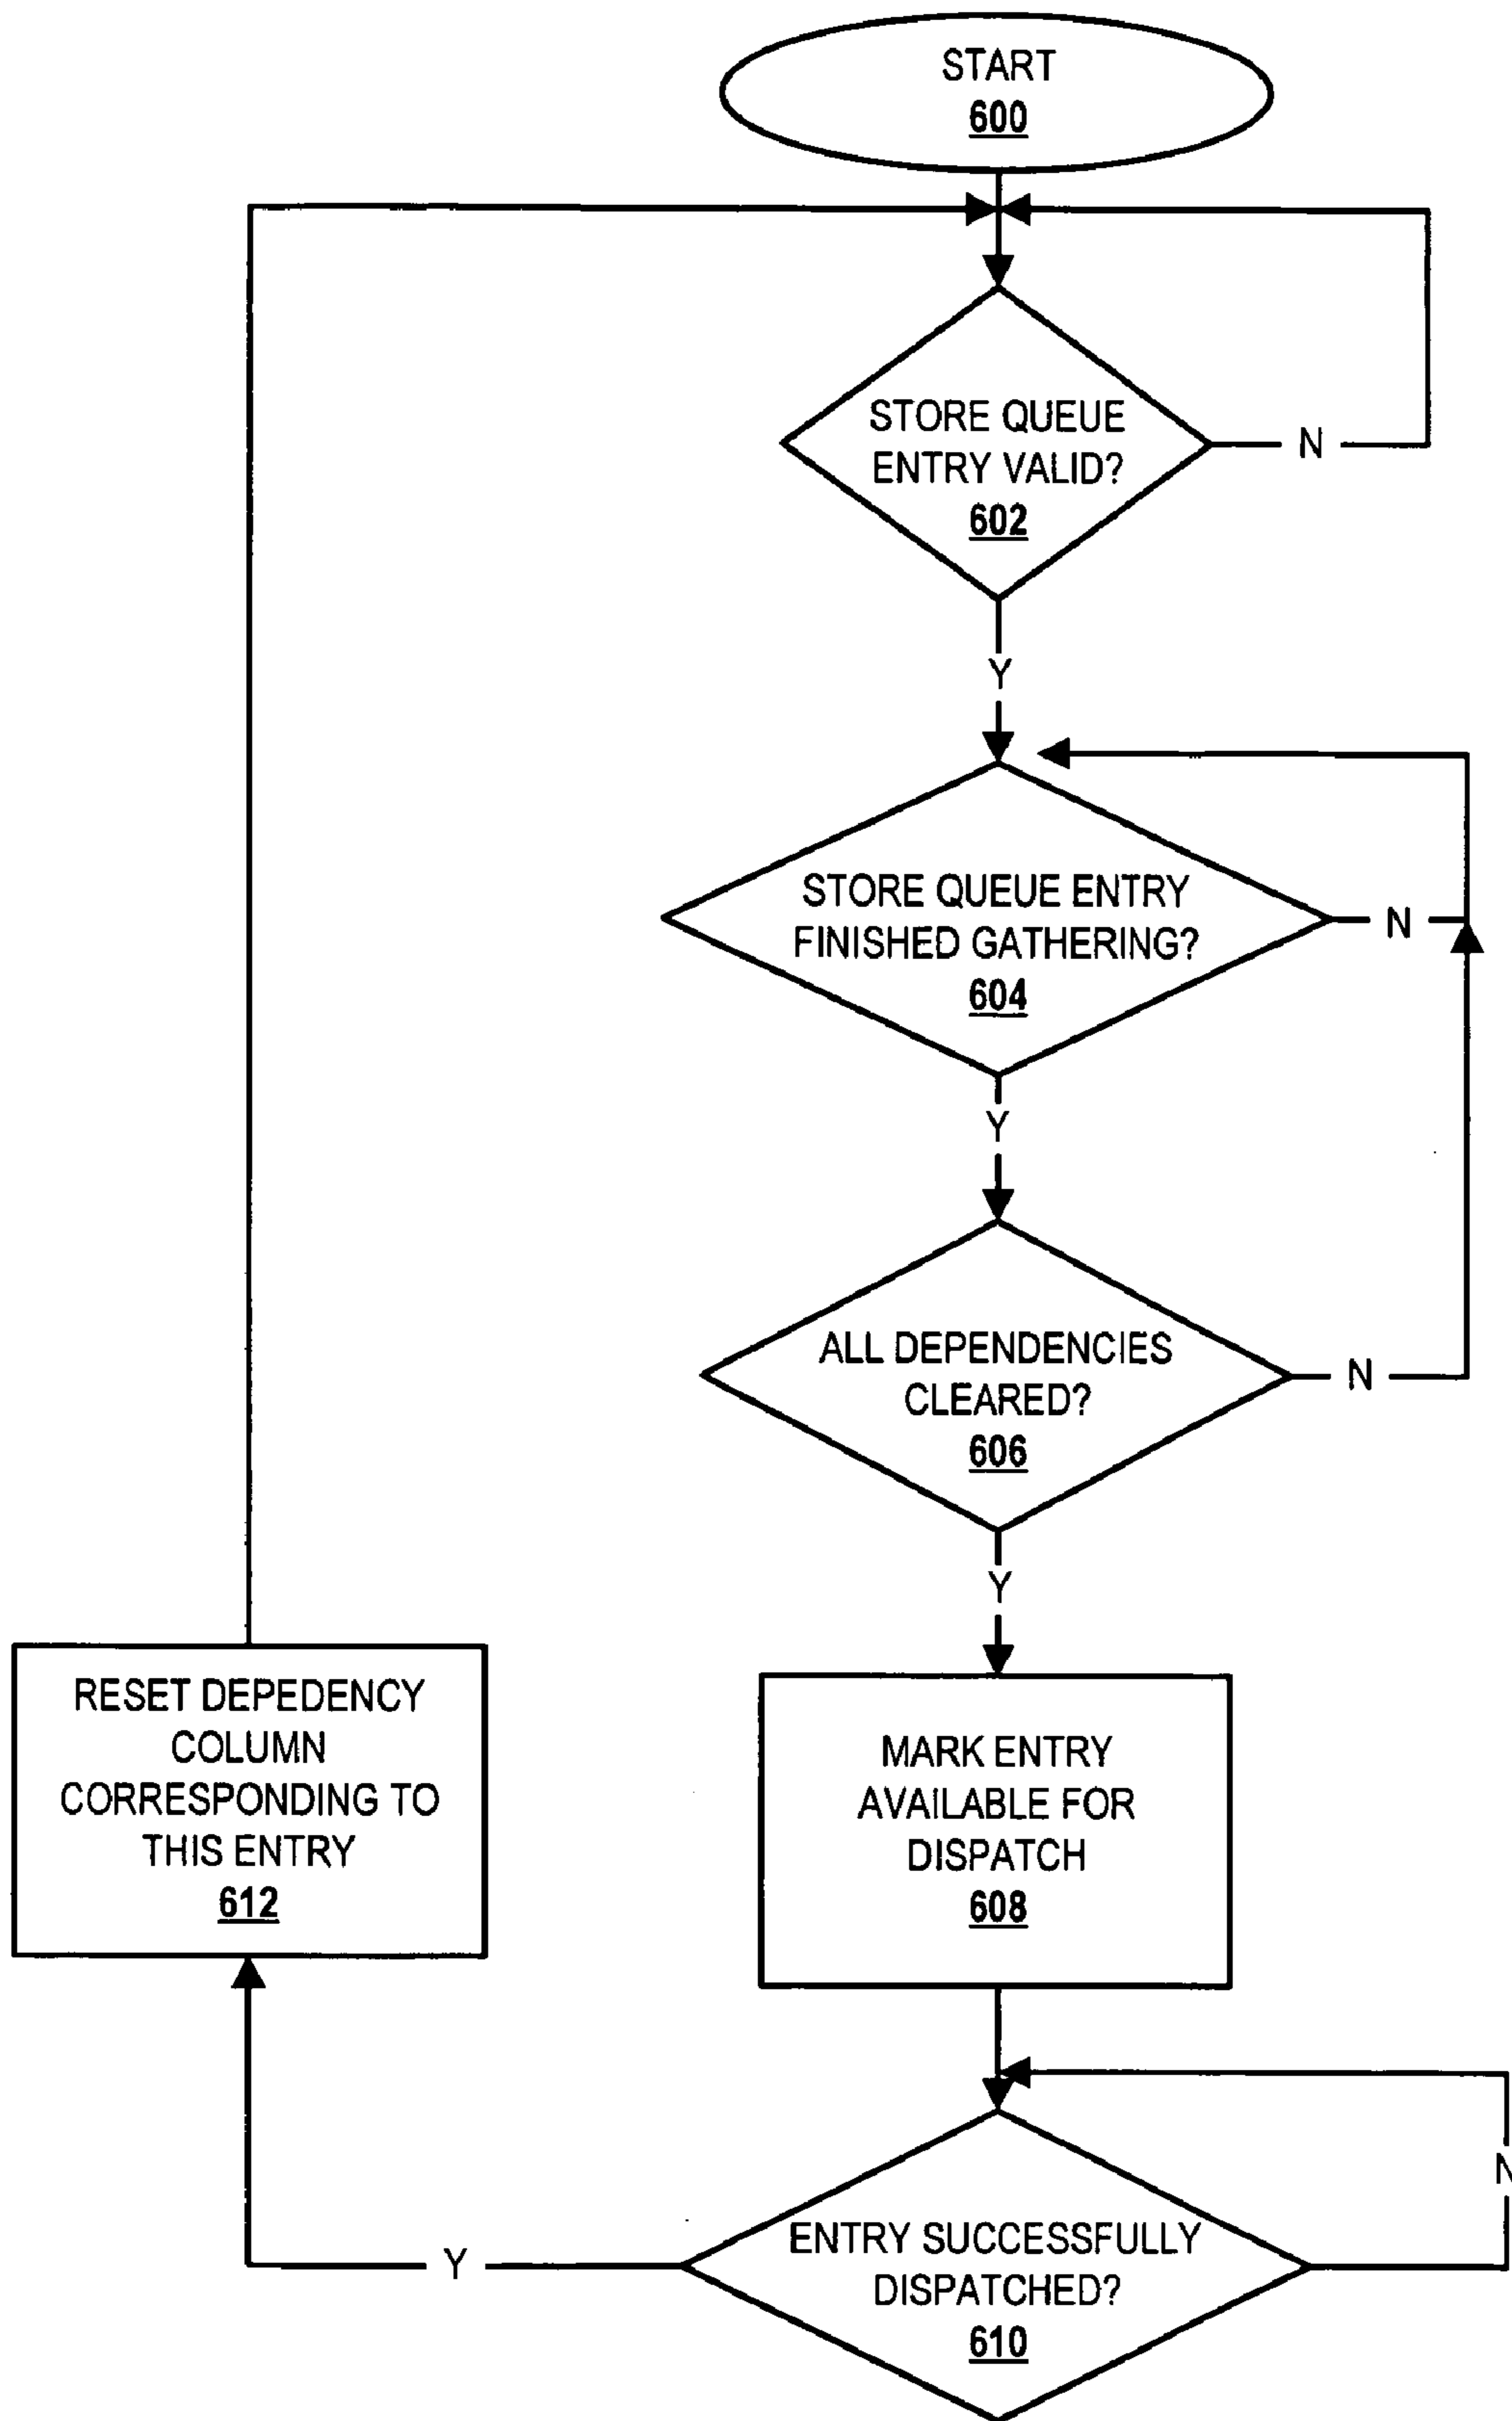 START
600
STORE QUEUE
ENTRY VALID?
602
N
Y
STORE QUEUE ENTRY
FINISHED GATHERING?
604
N
Y
ALL DEPENDENCIES
CLEARED?
606
N
Y
MARK ENTRY
AVAILABLE FOR
DISPATCH
608
ENTRY SUCCESSFULLY
DISPATCHED?
610
N
Y
RESET DEPEDENCY
COLUMN
CORRESPONDING TO
THIS ENTRY
612